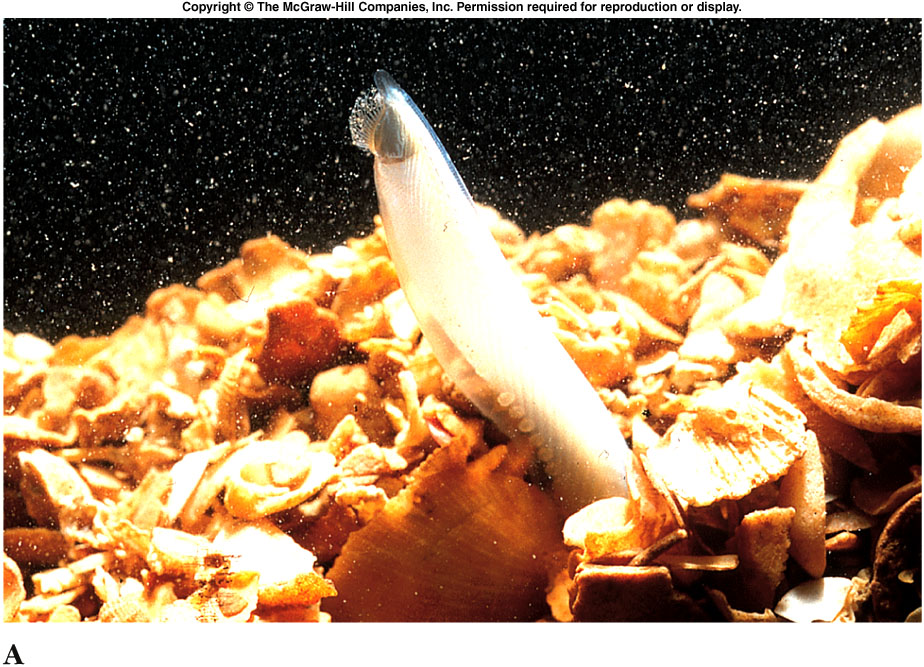 Copyright © The McGraw-Hill Companies, Inc. Permission required for reproduction or display.
A